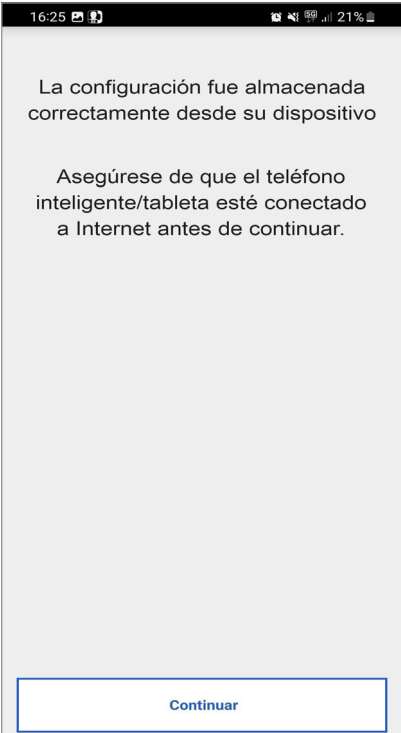 16:25 5G 21%
La configuración fue almacenada
correctamente desde su dispositivo
Asegúrese de que el teléfono
inteligente/tableta esté conectado
a Internet antes de continuar.
Continuar